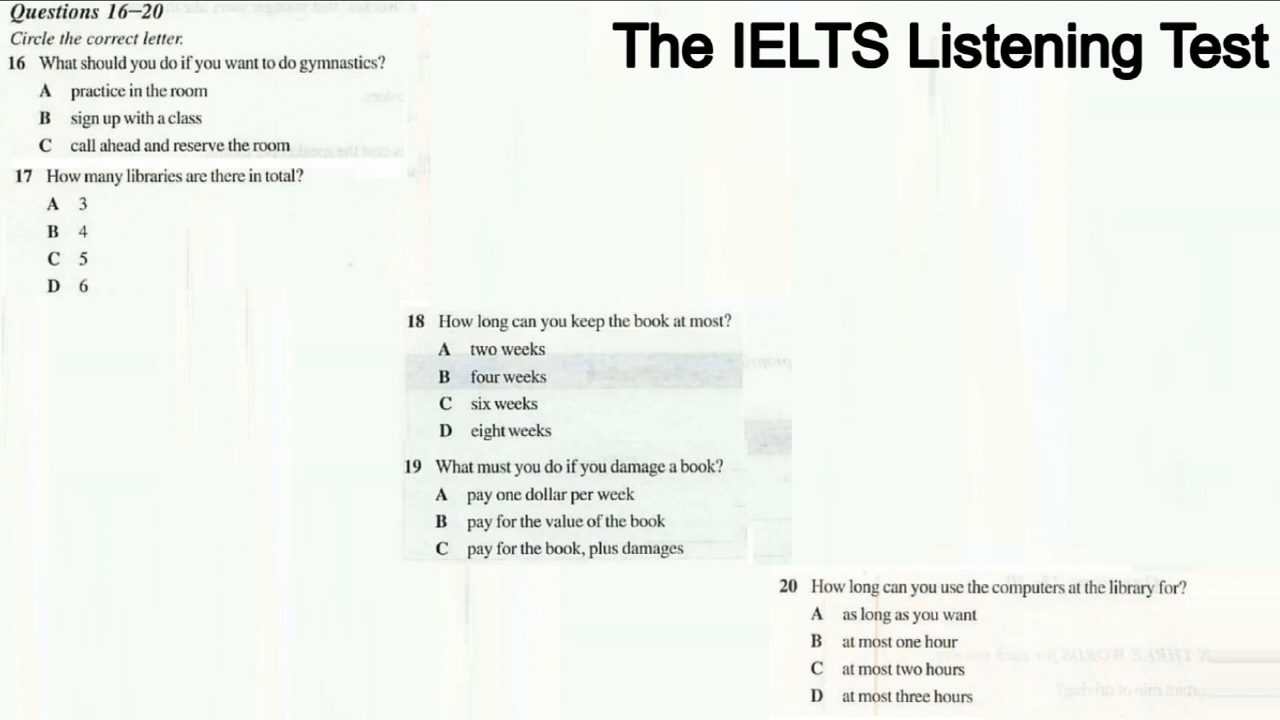 Questions 16–20
Circle the correct letter.
The IELTS Listening Test
16 What should you do if you want to do gymnastics?
A practice in the room
B sign up with a class
C call ahead and reserve the room
17 How many libraries are there in total?
A 3
B 4
C 5
D 6
18 How long can you keep the book at most?
A two weeks
B four weeks
C six weeks
D eight weeks
19 What must you do if you damage a book?
A pay one dollar per week
B pay for the value of the book
C pay for the book, plus damages
20 How long can you use the computers at the library for?
A as long as you want
B at most one hour
C at most two hours
D at most three hours